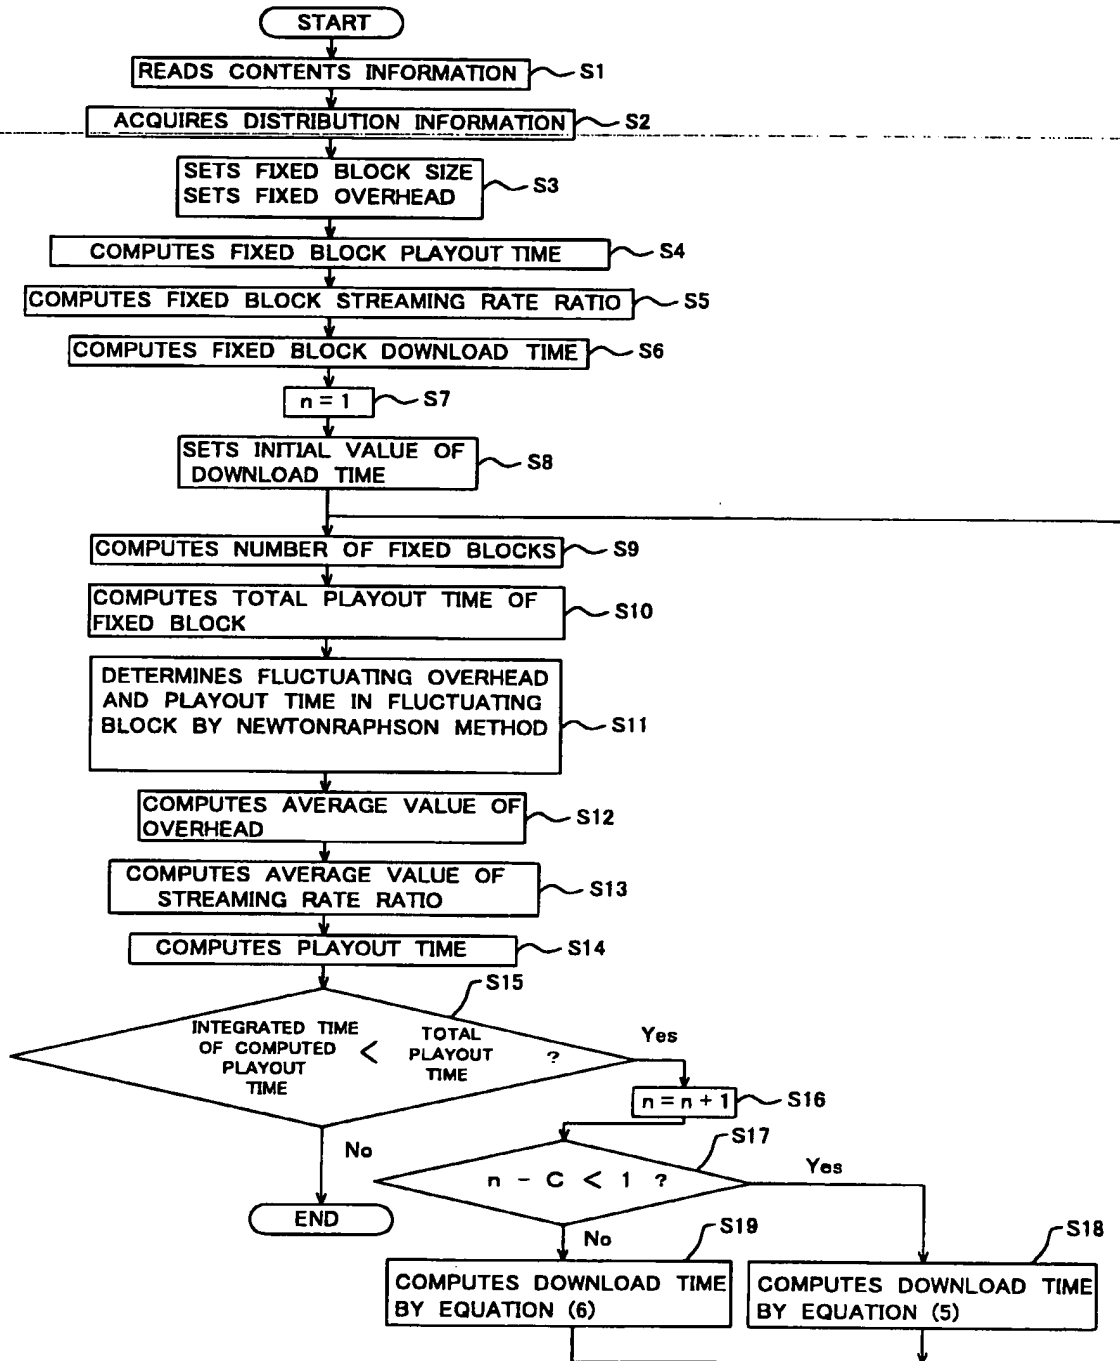 START
READS CONTENTS INFORMATION
S1
ACQUIRES DISTRIBUTION INFORMATION
S2
SETS FIXED BLOCK SIZE
SETS FIXED OVERHEAD
S3
COMPUTES FIXED BLOCK PLAYOUT TIME
S4
COMPUTES FIXED BLOCK STREAMING RATE RATIO
S5
COMPUTES FIXED BLOCK DOWNLOAD TIME
S6
n = 1
S7
SETS INITIAL VALUE OF
DOWNLOAD TIME
S8
COMPUTES NUMBER OF FIXED BLOCKS
S9
COMPUTES TOTAL PLAYOUT TIME OF
FIXED BLOCK
S10
DETERMINES FLUCTUATING OVERHEAD
AND PLAYOUT TIME IN FLUCTUATING
BLOCK BY NEWTONRAPHSON METHOD
S11
COMPUTES AVERAGE VALUE OF
OVERHEAD
S12
COMPUTES AVERAGE VALUE OF
STREAMING RATE RATIO
S13
COMPUTES PLAYOUT TIME
S14
S15
INTEGRATED TIME
OF COMPUTED
PLAYOUT
TIME
<
TOTAL
PLAYOUT
TIME
?
Yes
n = n + 1
S16
No
END
S17
n - C < 1 ?
Yes
No
S19
COMPUTES DOWNLOAD TIME
BY EQUATION (6)
S18
COMPUTES DOWNLOAD TIME
BY EQUATION (5)